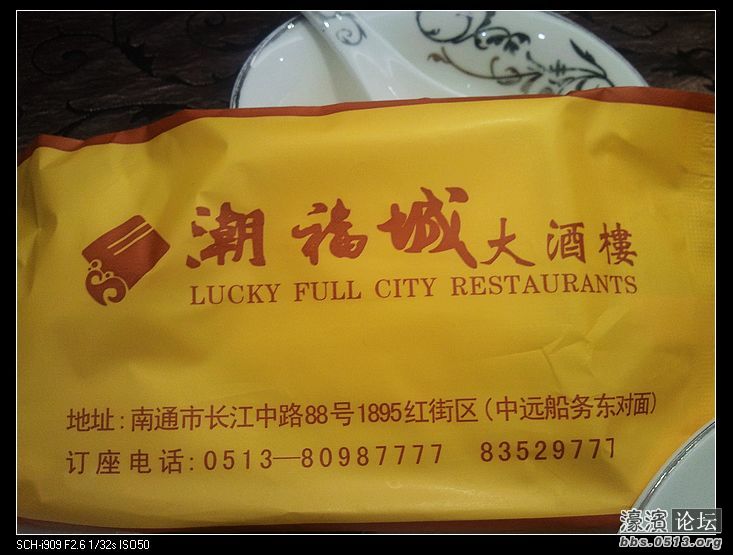 潮福城大酒樓
LUCKY FULL CITY RESTAURANTS
地址:南通市长江中路88号1895红街区(中远船务东对面)
订座电话:0513—80987777 83529777
濠濱论坛
bbs.0513.org
SCH-i909 F2.6 1/32s ISO50